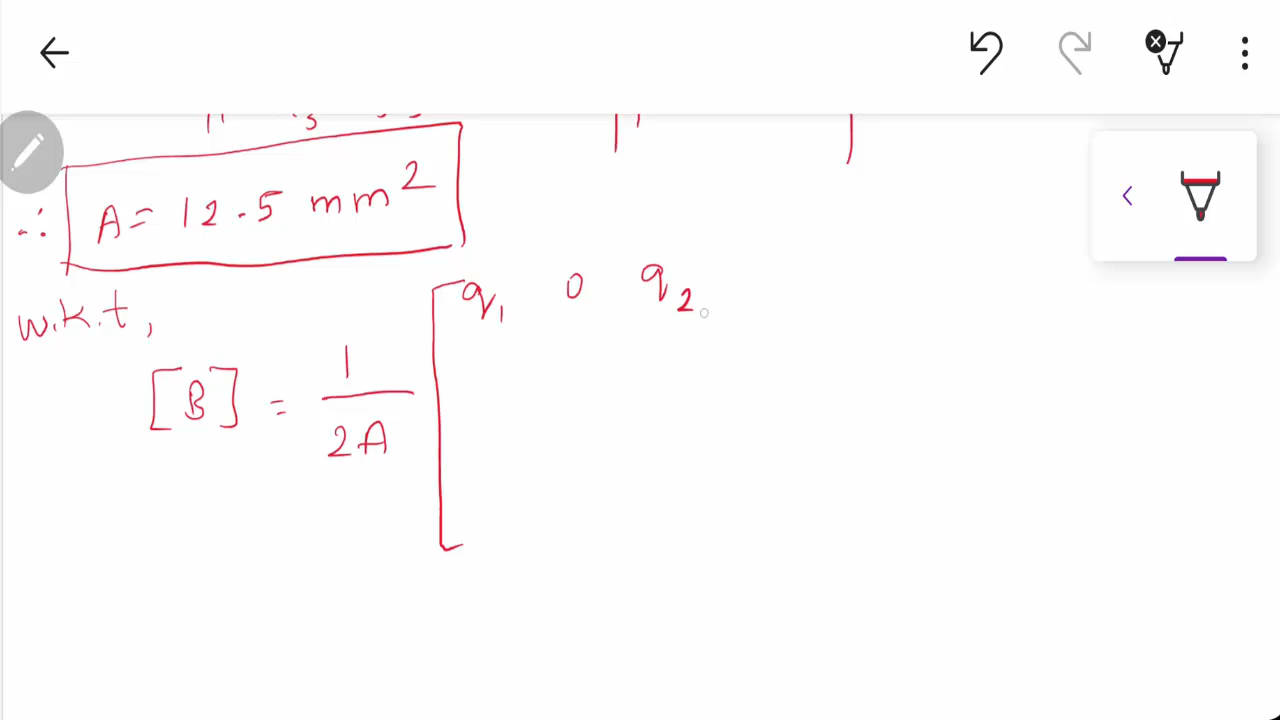 ∴ A = 12.5 mm²
w.k.t,
[B] = 1/2A [ q₁ 0 q₂